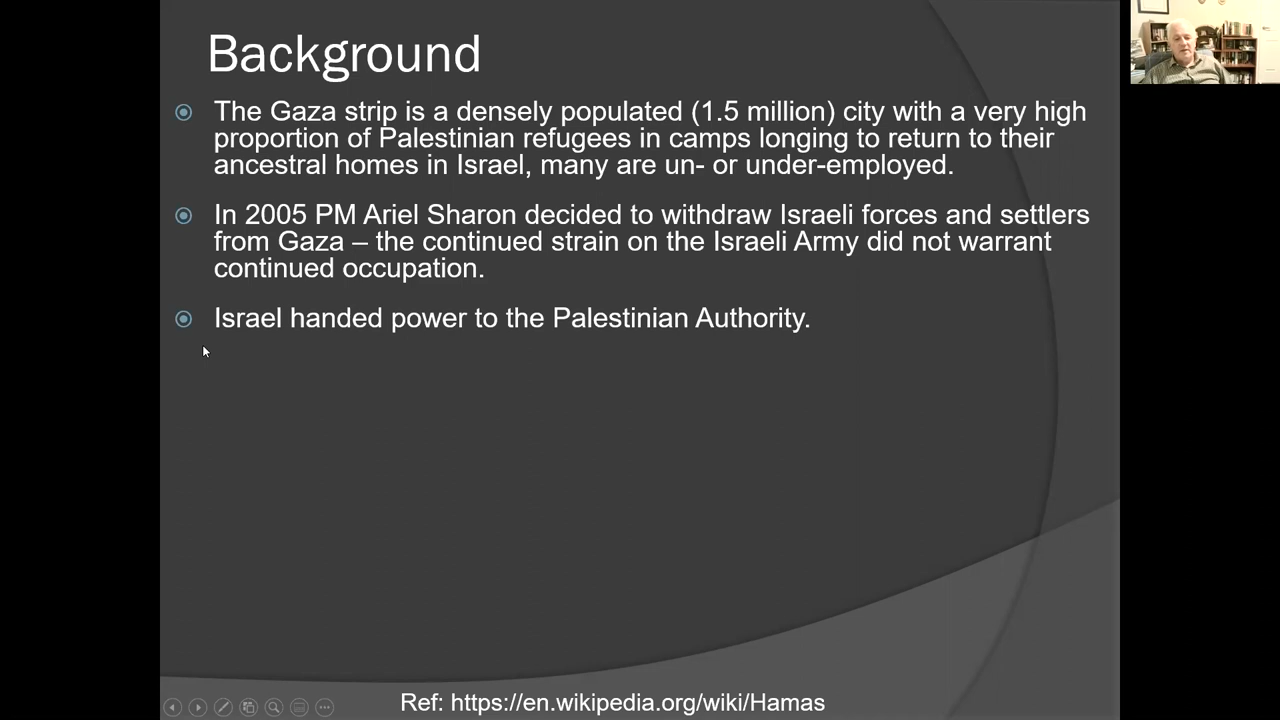 Background
The Gaza strip is a densely populated (1.5 million) city with a very high
proportion of Palestinian refugees in camps longing to return to their
ancestral homes in Israel, many are un- or under-employed.
In 2005 PM Ariel Sharon decided to withdraw Israeli forces and settlers
from Gaza – the continued strain on the Israeli Army did not warrant
continued occupation.
Israel handed power to the Palestinian Authority.
Ref: https://en.wikipedia.org/wiki/Hamas